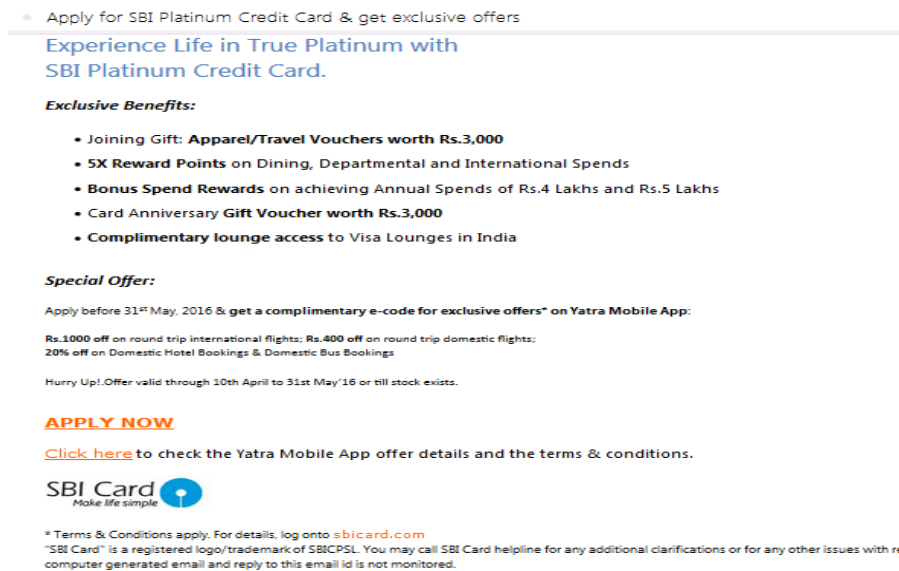 Apply for SBI Platinum Credit Card & get exclusive offers
Experience Life in True Platinum with
SBI Platinum Credit Card.
Exclusive Benefits:
• Joining Gift: Apparel/Travel Vouchers worth Rs.3,000
• 5X Reward Points on Dining, Departmental and International Spends
• Bonus Spend Rewards on achieving Annual Spends of Rs.4 Lakhs and Rs.5 Lakhs
• Card Anniversary Gift Voucher worth Rs.3,000
• Complimentary lounge access to Visa Lounges in India
Special Offer:
Apply before 31st May, 2016 & get a complimentary e-code for exclusive offers* on Yatra Mobile App:
Rs.1000 off on round trip international flights; Rs.400 off on round trip domestic flights;
20% off on Domestic Hotel Bookings & Domestic Bus Bookings
Hurry Up!.Offer valid through 10th April to 31st May'16 or till stock exists.
APPLY NOW
Click here to check the Yatra Mobile App offer details and the terms & conditions.
SBI Card
Make life simple
* Terms & Conditions apply. For details, log onto sbicard.com
"SBI Card" is a registered logo/trademark of SBICPSL. You may call SBI Card helpline for any additional clarifications or for any other issues with
computer generated email and reply to this email id is not monitored.